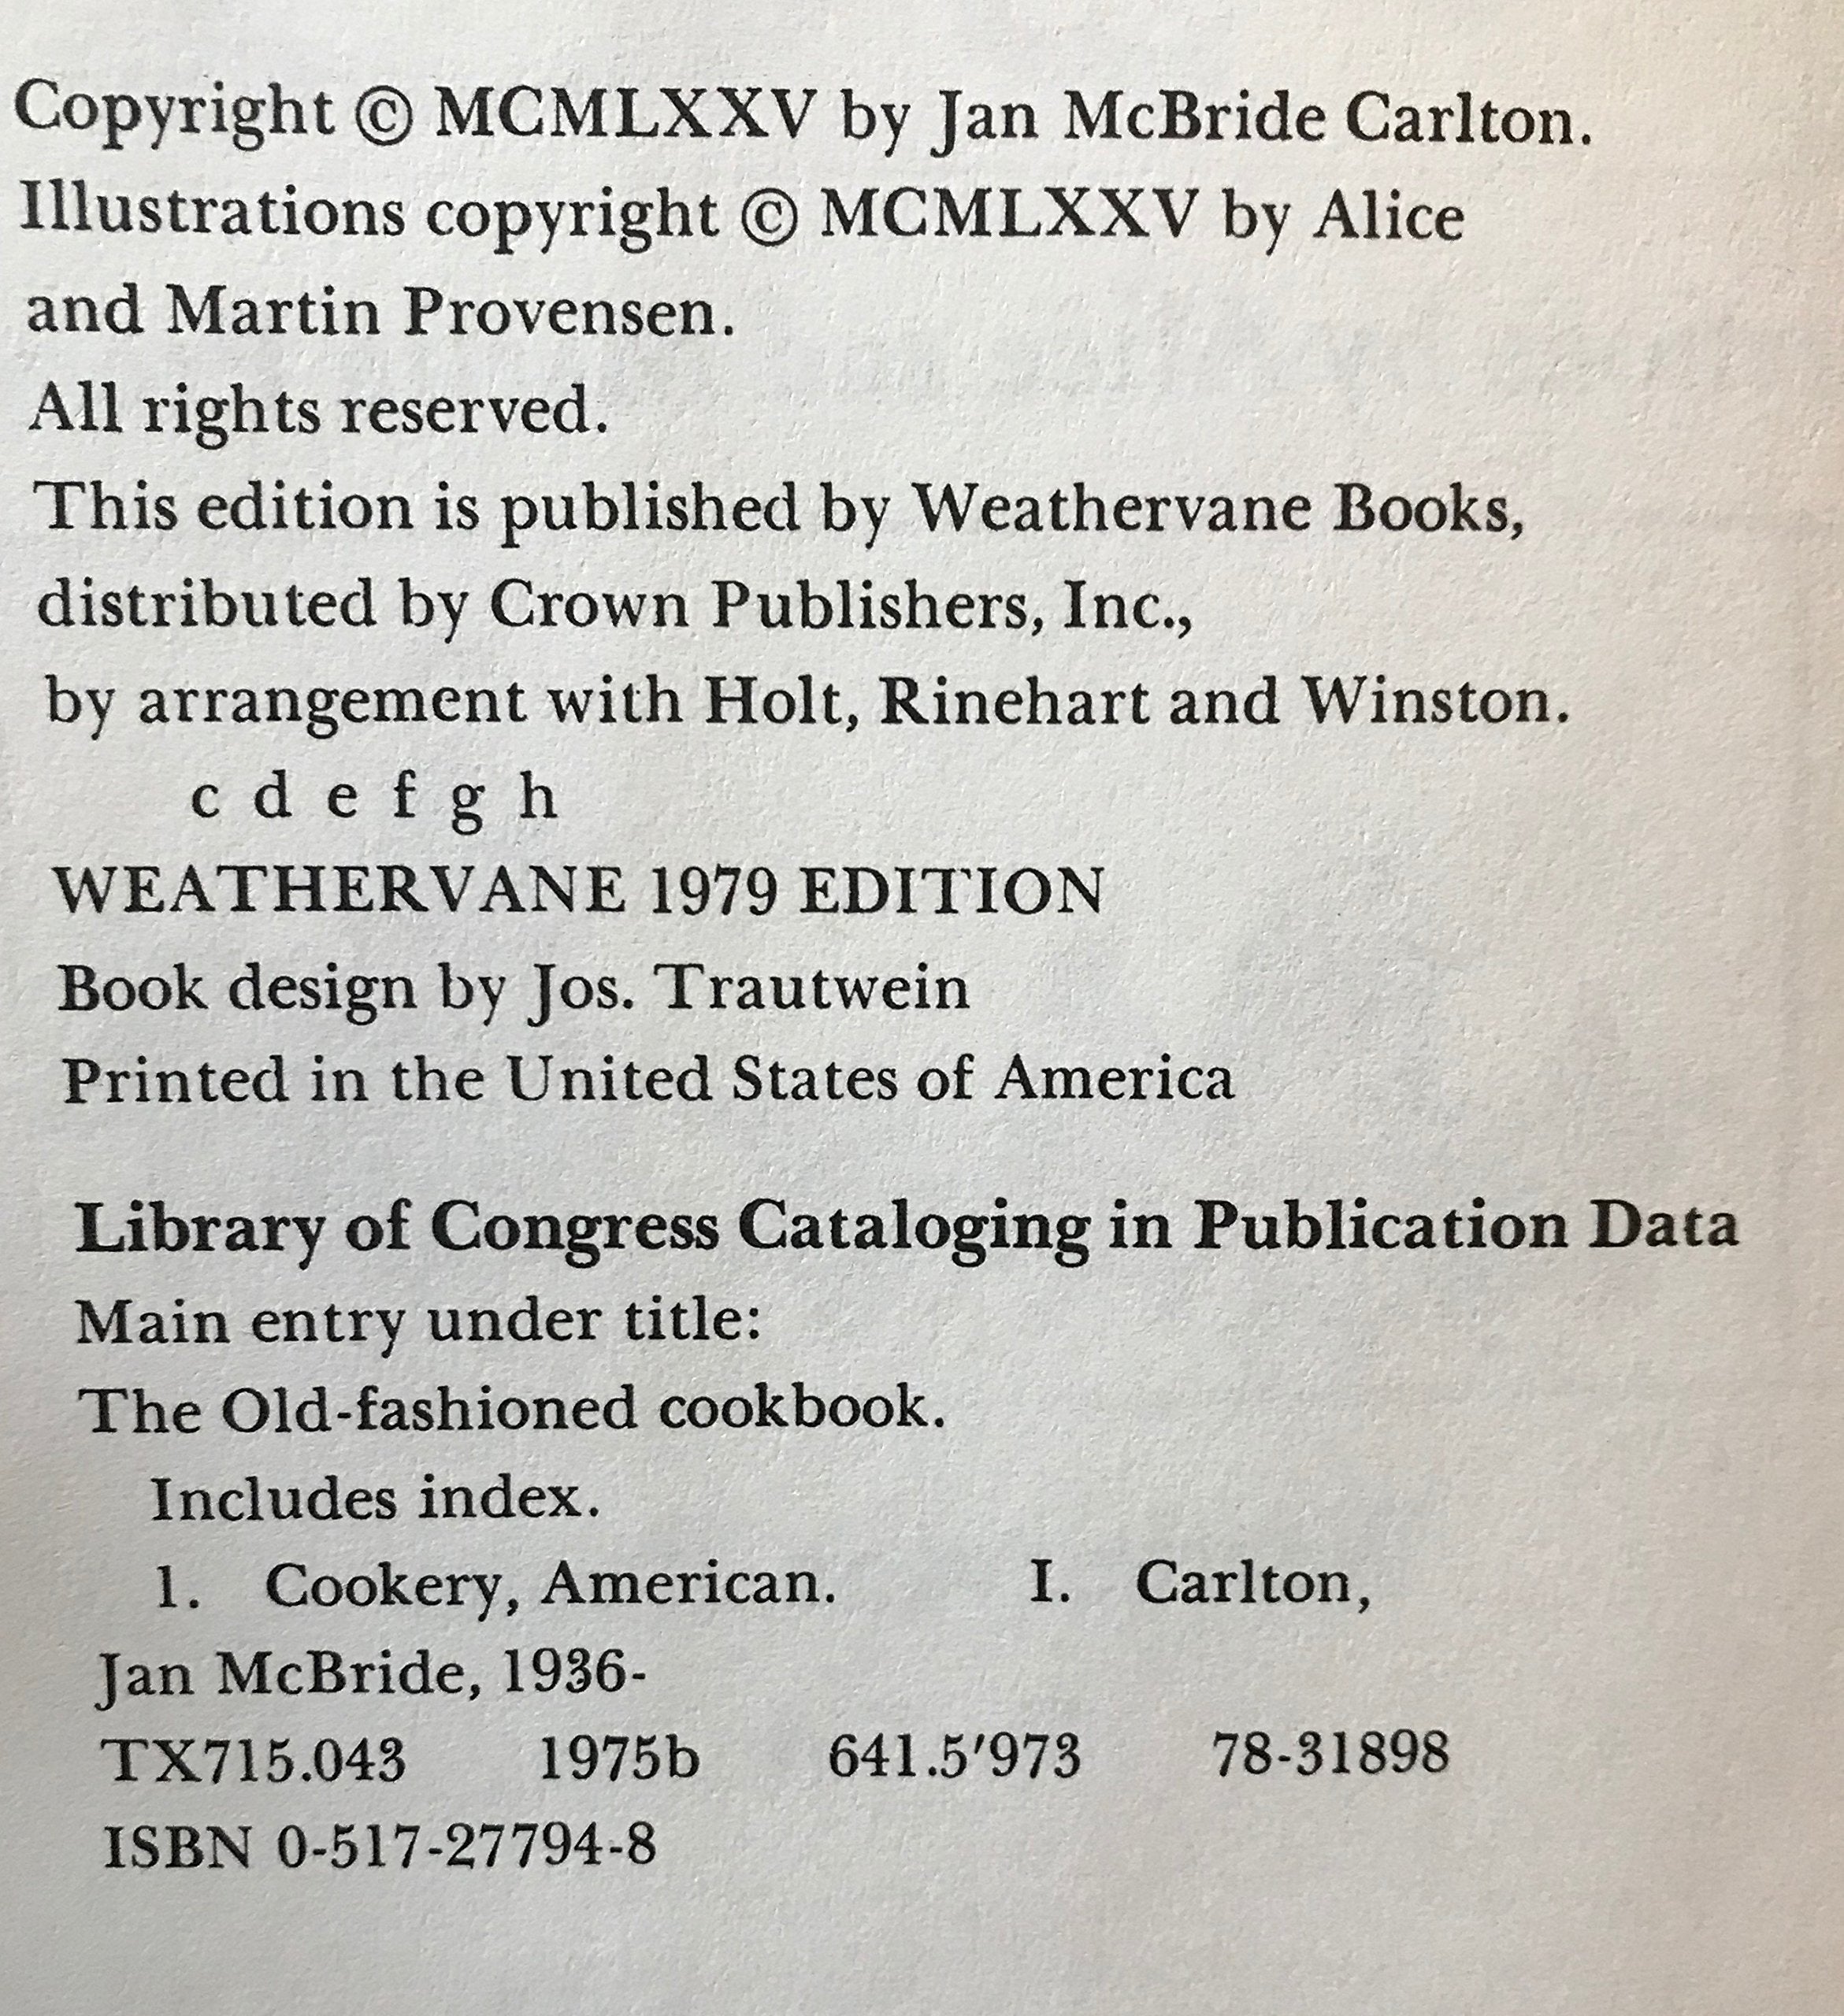 Copyright © MCMLXXV by Jan McBride Carlton.
Illustrations copyright © MCMLXXV by Alice
and Martin Provensen.
All rights reserved.
This edition is published by Weathervane Books,
distributed by Crown Publishers, Inc.,
by arrangement with Holt, Rinehart and Winston.
c d e f g h
WEATHERVANE 1979 EDITION
Book design by Jos. Trautwein
Printed in the United States of America
Library of Congress Cataloging in Publication Data
Main entry under title:
The Old-fashioned cookbook.
Includes index.
1. Cookery, American. I. Carlton,
Jan McBride, 1936-
TX715.043 1975b 641.5′973 78-31898
ISBN 0-517-27794-8